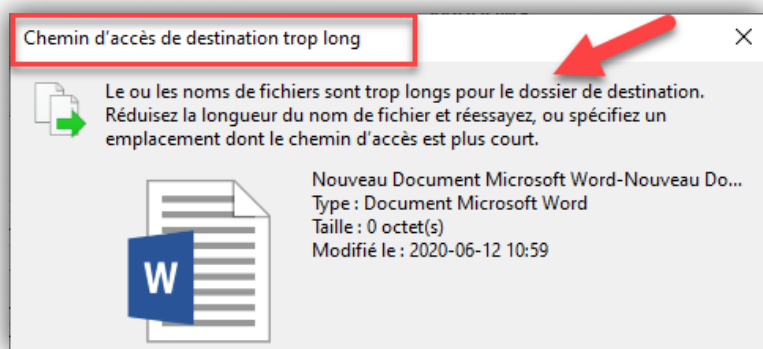 Chemin d'accès de destination trop long
Le ou les noms de fichiers sont trop longs pour le dossier de destination.
Réduisez la longueur du nom de fichier et réessayez, ou spécifiez un
emplacement dont le chemin d'accès est plus court.
Nouveau Document Microsoft Word-Nouveau Do...
Type : Document Microsoft Word
Taille : 0 octet(s)
Modifié le : 2020-06-12 10:59
W